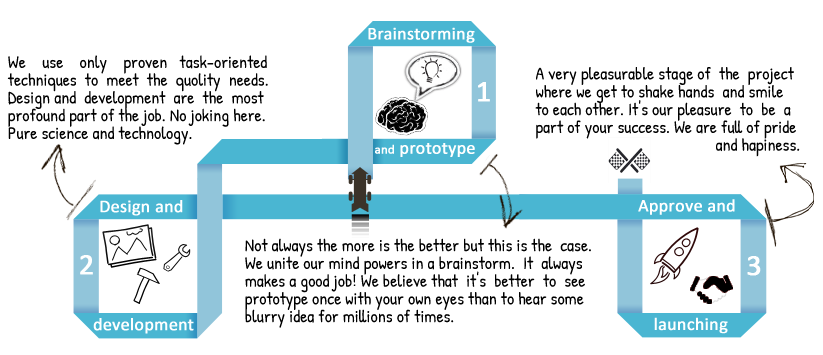 Brainstorming
1
and prototype
We use only proven task-oriented
techniques to meet the quality needs.
Design and development are the most
profound part of the job. No joking here.
Pure science and technology.
A very pleasurable stage of the project
where we get to shake hands and smile
to each other. It's our pleasure to be a
part of your success. We are full of pride
and hapiness.
Design and
2
development
Not always the more is the better but this is the case.
We unite our mind powers in a brainstorm. It always
makes a good job! We believe that it's better to see
prototype once with your own eyes than to hear some
blurry idea for millions of times.
Approve and
3
launching